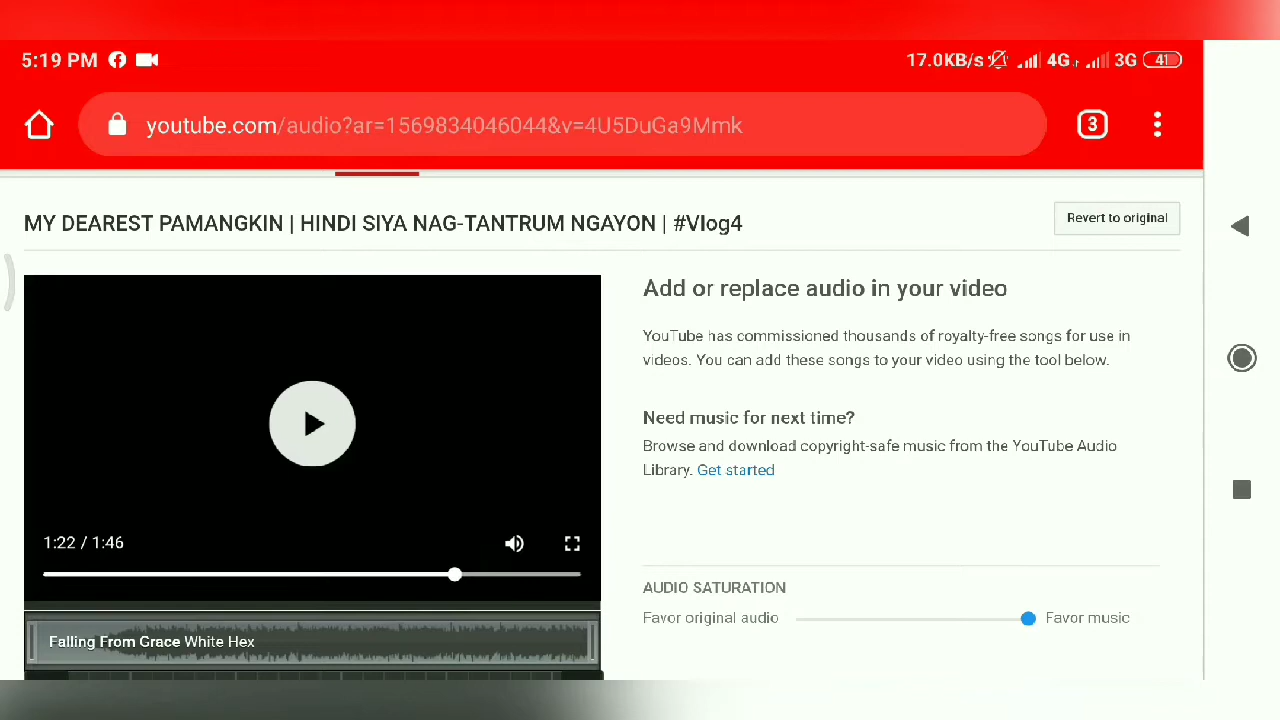 5:19 PM
17.0KB/s 4G 3G 41
youtube.com/audio?ar=1569834046044&v=4U5DuGa9Mmk
3
MY DEAREST PAMANGKIN | HINDI SIYA NAG-TANTRUM NGAYON | #Vlog4
Revert to original
Add or replace audio in your video
YouTube has commissioned thousands of royalty-free songs for use in
videos. You can add these songs to your video using the tool below.
Need music for next time?
Browse and download copyright-safe music from the YouTube Audio
Library. Get started
1:22 / 1:46
AUDIO SATURATION
Favor original audio Favor music
Falling From Grace White Hex